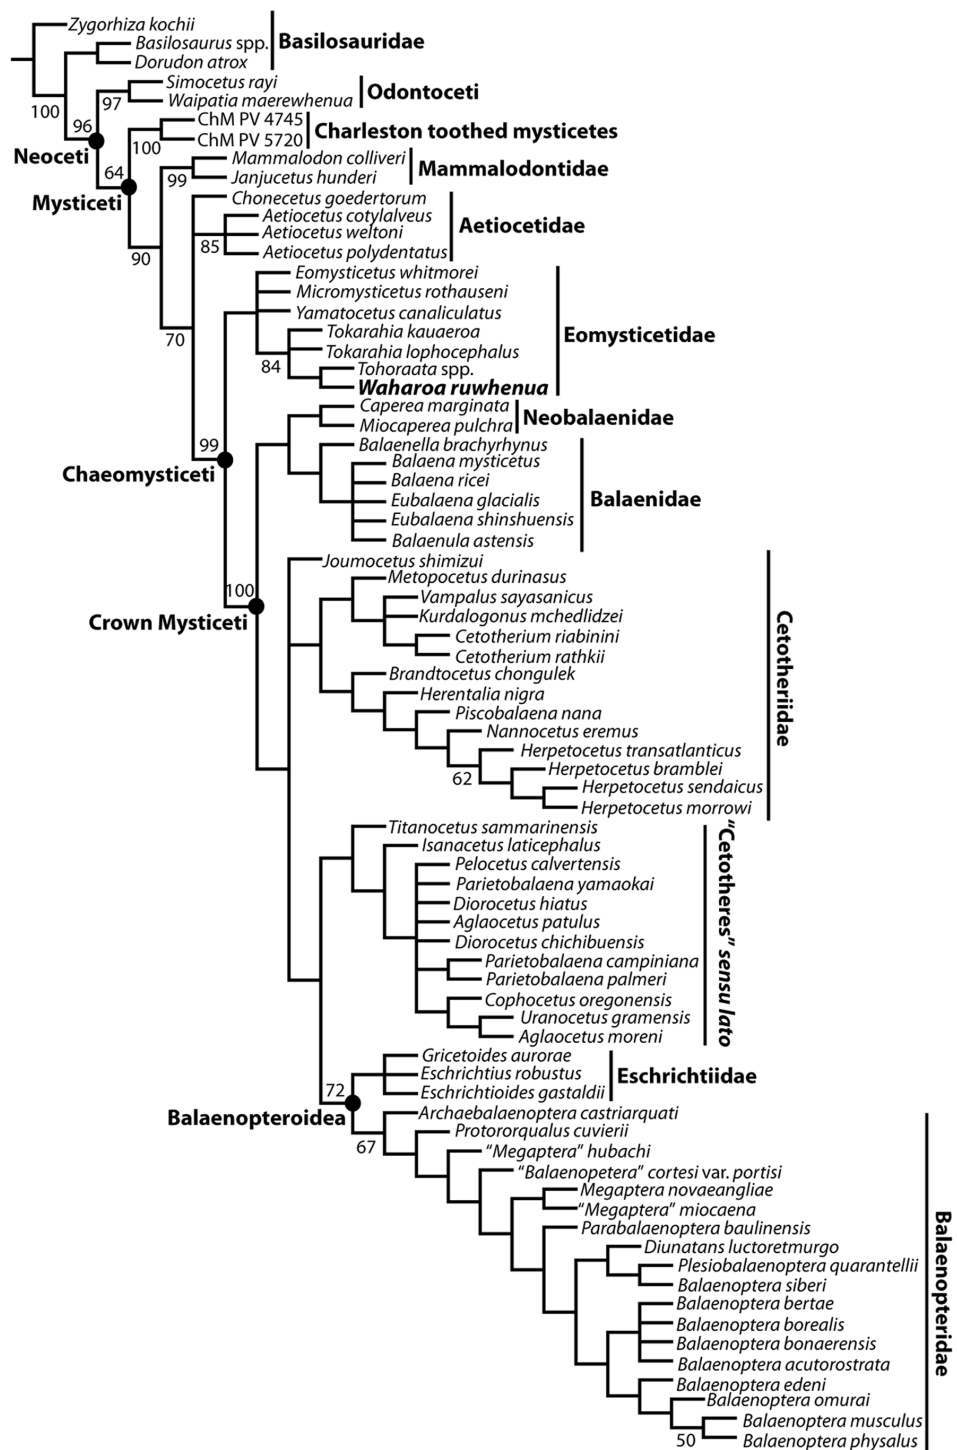 Zygorhiza kochii
Basilosaurus spp.
Dorudon atrox
Basilosauridae
Simocetus rayi
Waipatia maerewhenua
Odontoceti
100
97
96
Neoceti
ChM PV 4745
ChM PV 5720
Charleston toothed mysticetes
100
64
Mysticeti
Mammalodon colliveri
Janjucetus hunderi
Mammalodontidae
99
90
Chonecetus goedertorum
Aetiocetus cotylalveus
Aetiocetus weltoni
Aetiocetus polydentatus
Aetiocetidae
85
70
Eomysticetus whitmorei
Micromysticetus rothauseni
Yamatocetus canaliculatus
Tokarahia kauaeroa
Tokarahia lophocephalus
Tohoraata spp.
Waharoa ruwhenua
Eomysticetidae
84
99
Chaeomysticeti
Caperea marginata
Miocaperea pulchra
Neobalaenidae
Balaenella brachyrhynus
Balaena mysticetus
Balaena ricei
Eubalaena glacialis
Eubalaena shinshuensis
Balaenula astensis
Balaenidae
100
Crown Mysticeti
Joumocetus shimizui
Metopocetus durinasus
Vampalus sayasanicus
Kurdalogonus mchedlidzei
Cetotherium riabinini
Cetotherium rathkii
Brandtocetus chongulek
Herentalia nigra
Piscobalaena nana
Nannocetus eremus
Herpetocetus transatlanticus
Herpetocetus bramblei
Herpetocetus sendaicus
Herpetocetus morrowi
62
Cetotheriidae
Titanocetus sammarinensis
Isanacetus laticephalus
Pelocetus calvertensis
Parietobalaena yamaokai
Diorocetus hiatus
Aglaocetus patulus
Diorocetus chichibuensis
Parietobalaena campiniana
Parietobalaena palmeri
Cophocetus oregonensis
Uranocetus gramensis
Aglaocetus moreni
"Cetotheres" sensu lato
Gricetoides aurorae
Eschrichtius robustus
Eschrichtioides gastaldii
Eschrichtiidae
72
Balaenopteroidea
67
Archaebalaenoptera castriarquati
Protororqualus cuvierii
"Megaptera" hubachi
"Balaenopetera" cortesi var. portisi
Megaptera novaeangliae
"Megaptera" miocaena
Parabalaenoptera baulinensis
Diunatans luctoretmurgo
Plesiobalaenoptera quarantellii
Balaenoptera siberi
Balaenoptera bertae
Balaenoptera borealis
Balaenoptera bonaerensis
Balaenoptera acutorostrata
Balaenoptera edeni
Balaenoptera omurai
Balaenoptera musculus
Balaenoptera physalus
50
Balaenopteridae